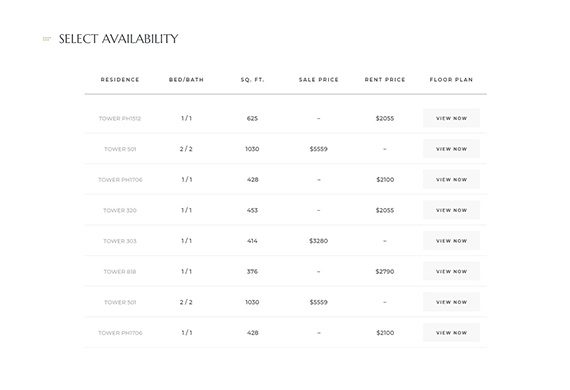 SELECT AVAILABILITY
RESIDENCE BED/BATH SQ. FT. SALE PRICE RENT PRICE FLOOR PLAN
TOWER PH1512 1 / 1 625 – $2055 VIEW NOW
TOWER 501 2 / 2 1030 $5559 – VIEW NOW
TOWER PH1706 1 / 1 428 – $2100 VIEW NOW
TOWER 320 1 / 1 453 – $2055 VIEW NOW
TOWER 303 1 / 1 414 $3280 – VIEW NOW
TOWER 818 1 / 1 376 – $2790 VIEW NOW
TOWER 501 2 / 2 1030 $5559 – VIEW NOW
TOWER PH1706 1 / 1 428 – $2100 VIEW NOW